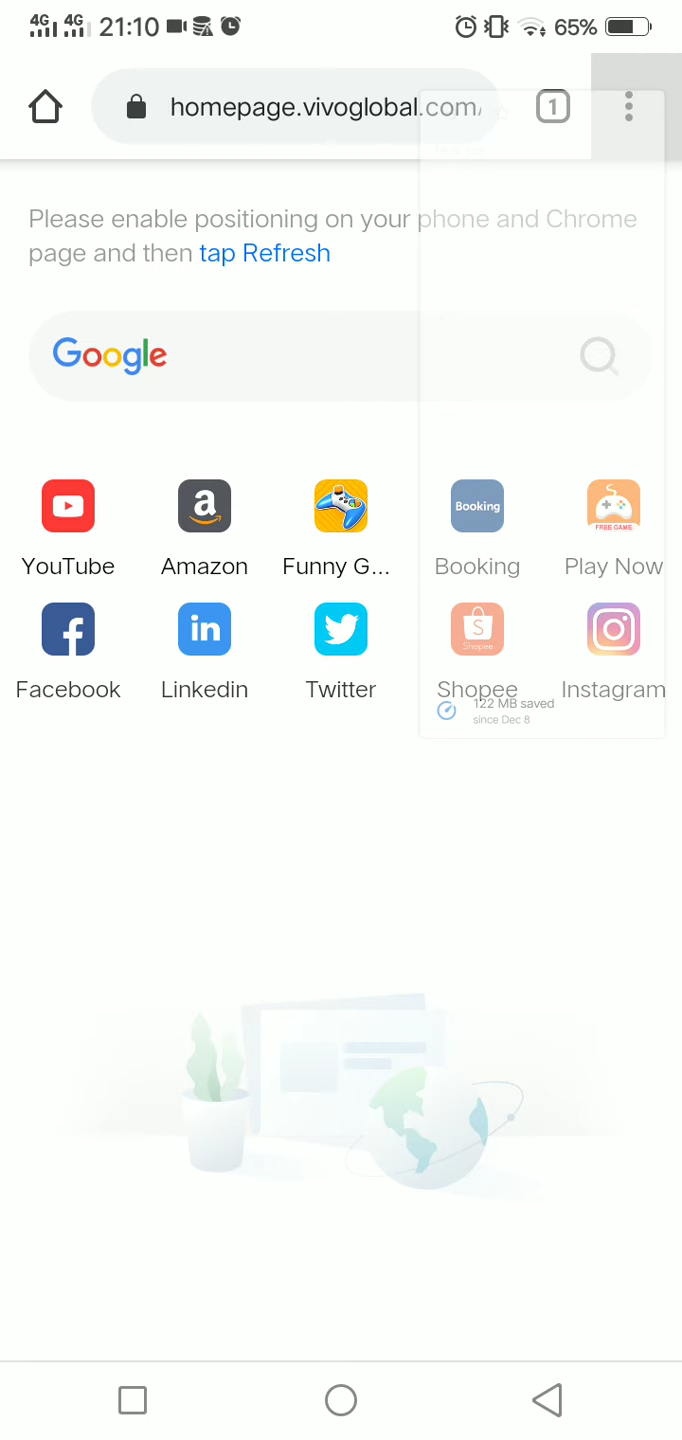 4G 4G 21:10 65%
homepage.vivoglobal.com/ 1
Please enable positioning on your phone and Chrome
page and then tap Refresh
Google
Booking
FREE GAME
YouTube Amazon Funny G... Booking Play Now
in
Shopee
Facebook Linkedin Twitter Shopee Instagram
122 MB saved
since Dec 8